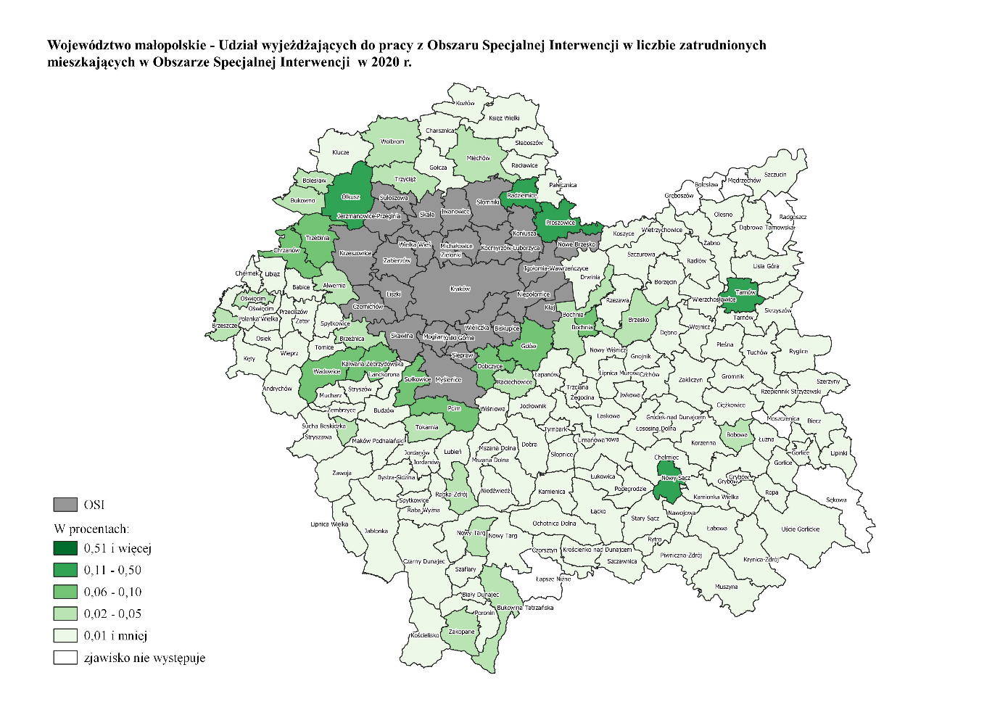 Województwo małopolskie - Udział wyjeżdżających do pracy z Obszaru Specjalnej Interwencji w liczbie zatrudnionych
mieszkających w Obszarze Specjalnej Interwencji w 2020 r.
Kozłów
Książ Wielki
Charsznica
Wolbrom
Słaboszów
Klucze
Miechów
Racławice
Gołcza
Szczucin
Bolesław
Trzyciąż
Mędrzechów
Pałecznica
Bolesław
Olkusz
Sułoszowa
Radziemice
Gręboszów
Bukowno
Słomniki
Iwanowice
Skała
Jerzmanowice-Przeginia
Olesno
Radgoszcz
Proszowice
Dąbrowa Tarnowska
Wietrzychowice
Koniusza
Koszyce
Trzebinia
Żabno
Nowe Brzesko
Wielka Wieś
Michałowice
Kocmyrzów-Luborzyca
Chrzanów
Krzeszowice
Zielonki
Szczurowa
Zabierzów
Radłów
Lisia Góra
Igołomia-Wawrzeńczyce
Chełmek
Libiąż
Drwinia
Borzęcin
Babice
Alwernia
Kraków
Liszki
Niepołomice
Tarnów
Oświęcim
Rzezawa
Wierzchosławice
Czernichów
Kłaj
Oświęcim
Przeciszów
Skrzyszów
Bochnia
Tarnów
Polanka Wielka
Zator
Brzesko
Brzeszcze
Spytkowice
Wieliczka
Biskupice
Bochnia
Wojnicz
Dębno
Osiek
Brzeźnica
Skawina
Mogilany
Gdów
Pleśna
Tomice
Nowy Wiśnicz
Ryglice
Wieprz
Siepraw
Tuchów
Kęty
Gnojnik
Kalwaria Zebrzydowska
Dobczyce
Wadowice
Lanckorona
Łapanów
Lipnica Murowana
Czchów
Gromnik
Sułkowice
Myślenice
Zakliczyn
Raciechowice
Szerzyny
Andrychów
Stryszów
Trzciana
Rzepiennik Strzyżewski
Mucharz
Żegocina
Iwkowa
Ciężkowice
Zembrzyce
Budzów
Pcim
Wiśniowa
Jodłownik
Laskowa
Gródek nad Dunajcem
Moszczenica
Biecz
Sucha Beskidzka
Tokarnia
Tymbark
Łososina Dolna
Bobowa
Stryszawa
Maków Podhalański
Limanowa
Korzenna
Łużna
Dobra
Mszana Dolna
Jordanów
Lubień
Słopnice
Chełmiec
Gorlice
Lipinki
Jordanów
Mszana Dolna
Gorlice
Zawoja
Bystra-Sidzina
Łukowica
Nowy Sącz
Grybów
Grybów
Rabka-Zdrój
Niedźwiedź
Kamienica
Podegrodzie
Ropa
Spytkowice
Kamionka Wielka
Sękowa
Raba Wyżna
Łącko
Nawojowa
Stary Sącz
Lipnica Wielka
Jabłonka
Ochotnica Dolna
Łabowa
Uście Gorlickie
Nowy Targ
Nowy Targ
Rytro
Czorsztyn
Krościenko nad Dunajcem
Piwniczna-Zdrój
Czarny Dunajec
Szczawnica
Krynica-Zdrój
Szaflary
Łapsze Niżne
Muszyna
Biały Dunajec
Bukowina Tatrzańska
Poronin
Zakopane
Kościelisko
OSI
W procentach:
0,51 i więcej
0,11 - 0,50
0,06 - 0,10
0,02 - 0,05
0,01 i mniej
zjawisko nie występuje